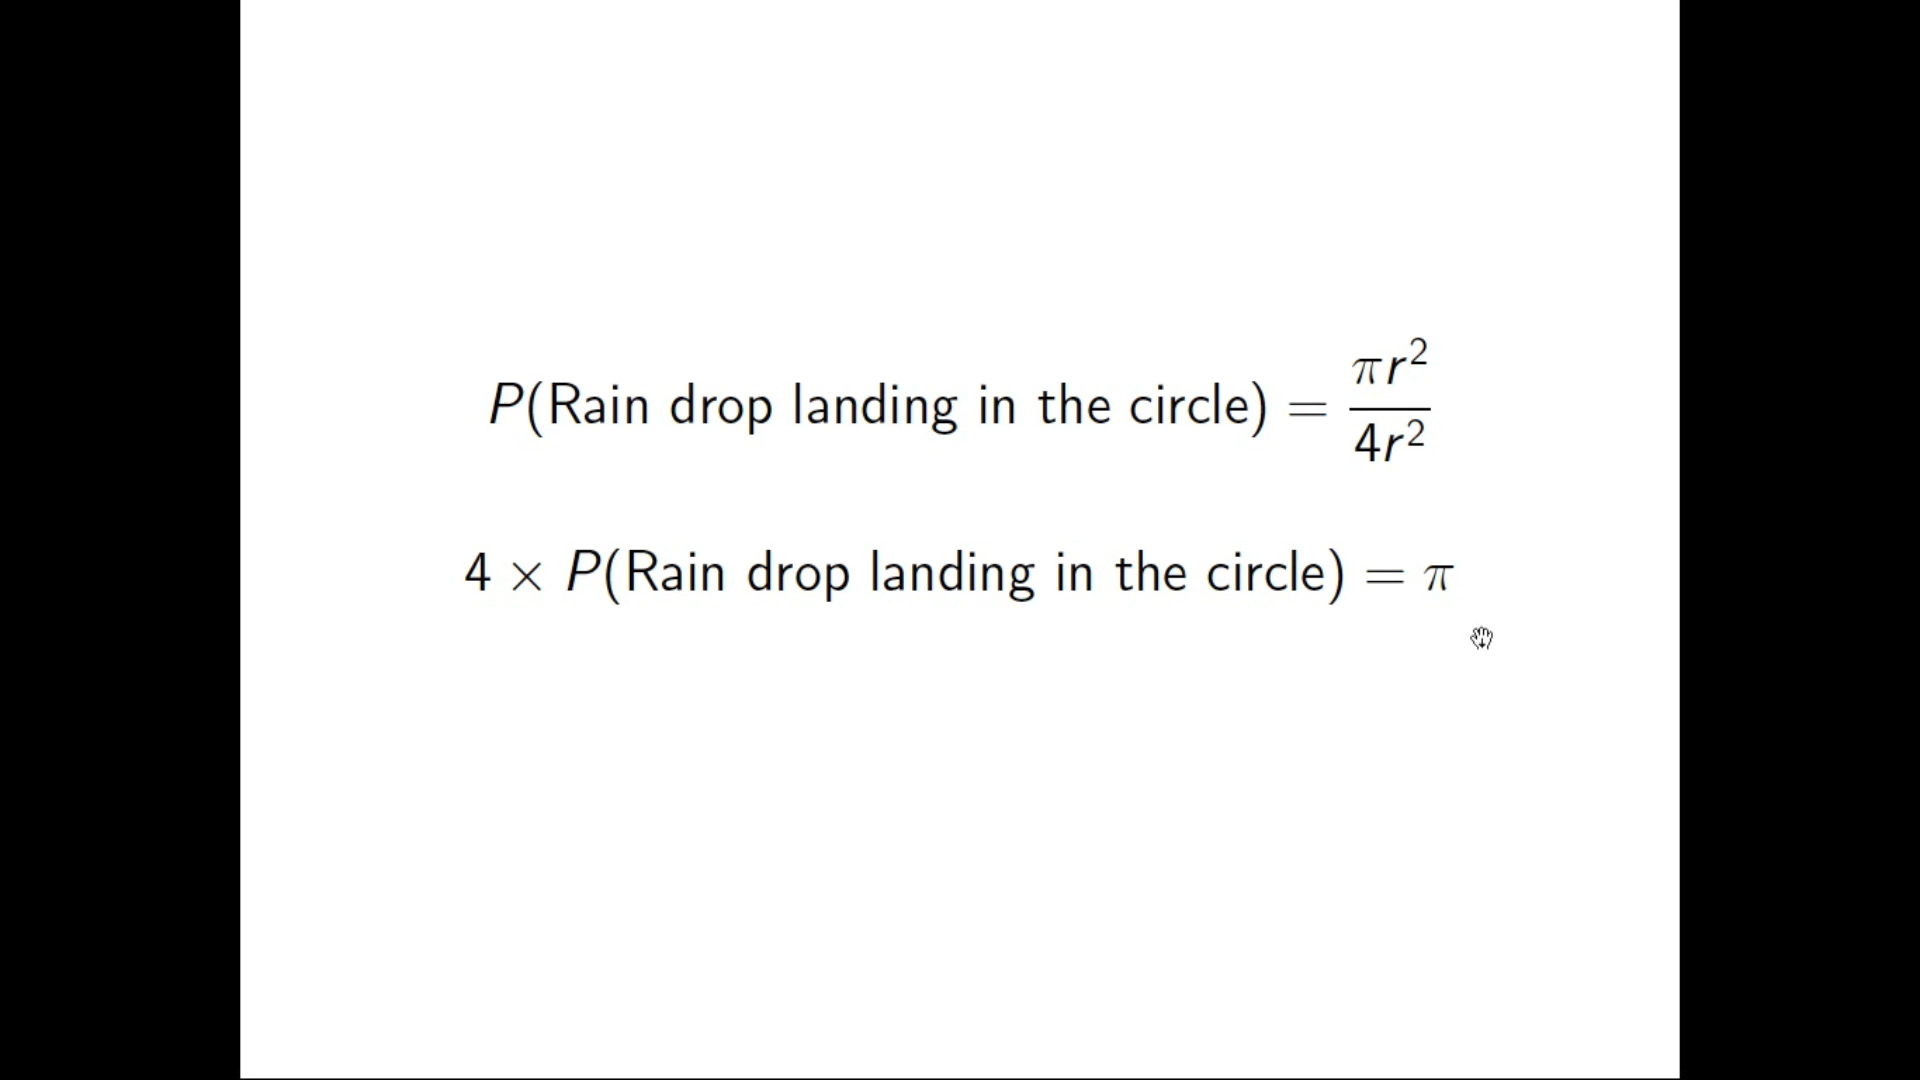 P(Rain drop landing in the circle) = πr²/4r²
4 × P(Rain drop landing in the circle) = π